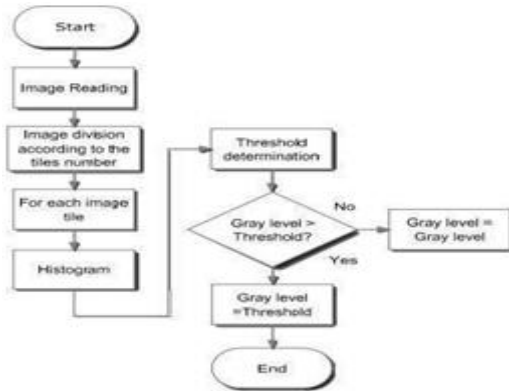 Start
Image Reading
Image division
according to the
tiles number
For each image
tile
Histogram
Threshold
determination
Gray level >
Threshold?
No
Gray level =
Gray level
Yes
Gray level
=Threshold
End